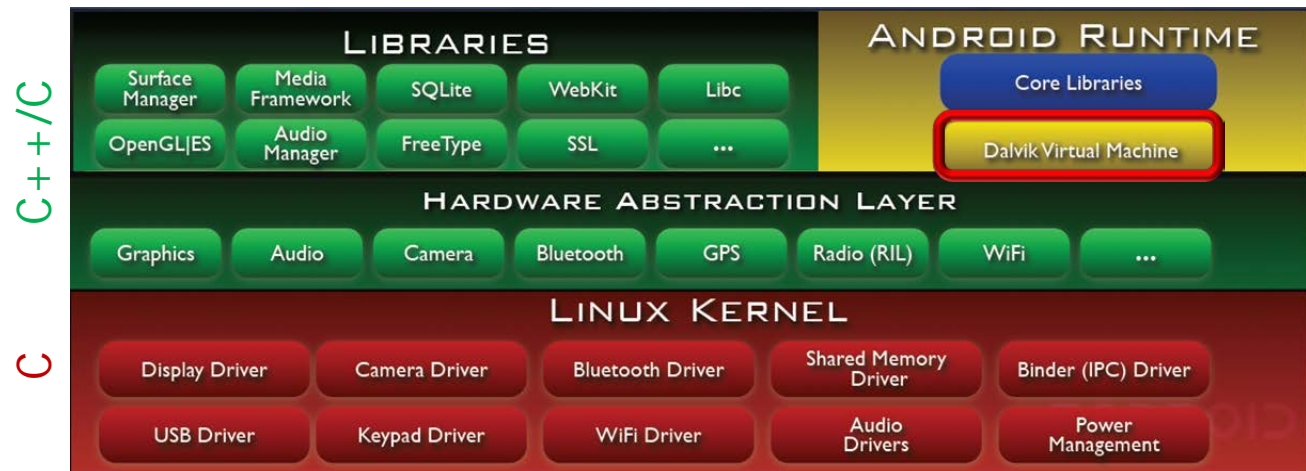 LIBRARIES
ANDROID RUNTIME
Surface
Manager
Media
Framework
SQLite
WebKit
Libc
Core Libraries
OpenGL|ES
Audio
Manager
FreeType
SSL
...
Dalvik Virtual Machine
C++/C
HARDWARE ABSTRACTION LAYER
Graphics
Audio
Camera
Bluetooth
GPS
Radio (RIL)
WiFi
...
LINUX KERNEL
C
Display Driver
Camera Driver
Bluetooth Driver
Shared Memory
Driver
Binder (IPC) Driver
USB Driver
Keypad Driver
WiFi Driver
Audio
Drivers
Power
Management